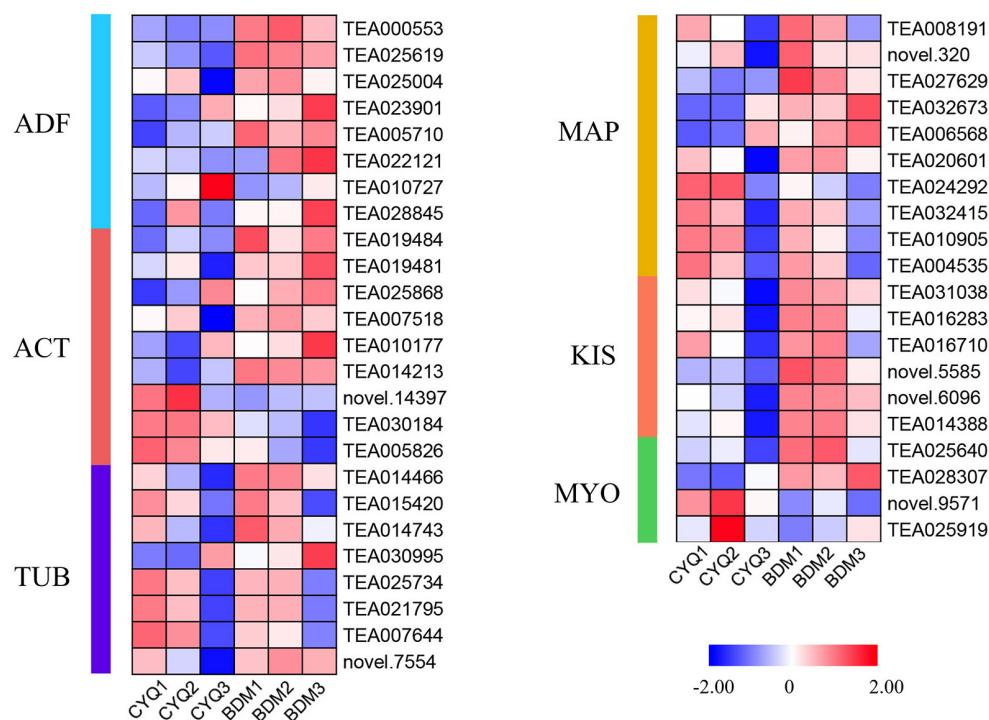 ADF
ACT
TUB
TEA000553
TEA025619
TEA025004
TEA023901
TEA005710
TEA022121
TEA010727
TEA028845
TEA019484
TEA019481
TEA025868
TEA007518
TEA010177
TEA014213
novel.14397
TEA030184
TEA005826
TEA014466
TEA015420
TEA014743
TEA030995
TEA025734
TEA021795
TEA007644
novel.7554
CYQ1 CYQ2 CYQ3 BDM1 BDM2 BDM3
MAP
KIS
MYO
TEA008191
novel.320
TEA027629
TEA032673
TEA006568
TEA020601
TEA024292
TEA032415
TEA010905
TEA004535
TEA031038
TEA016283
TEA016710
novel.5585
novel.6096
TEA014388
TEA025640
TEA028307
novel.9571
TEA025919
CYQ1 CYQ2 CYQ3 BDM1 BDM2 BDM3
-2.00 0 2.00